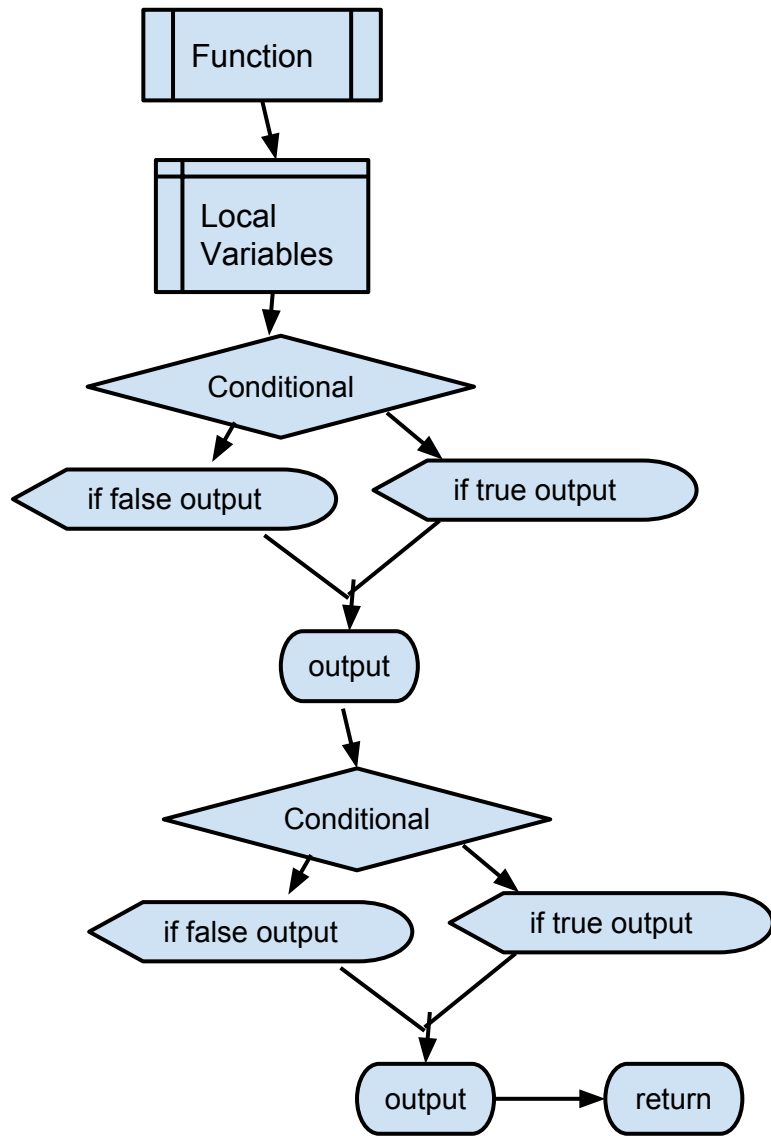 Function
Local
Variables
Conditional
if false output
if true output
output
Conditional
if false output
if true output
output
return